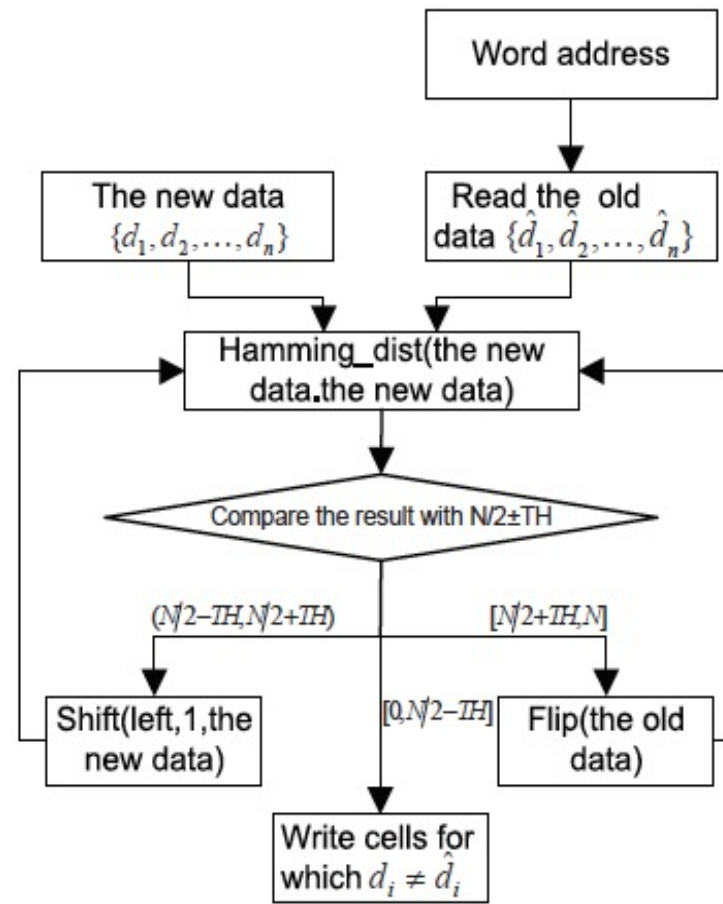 Word address
The new data
{d₁, d₂, …, dₙ}
Read the old
data {d̂₁, d̂₂, …, d̂ₙ}
Hamming_dist(the new
data.the new data)
Compare the result with N/2±TH
(N/2−TH,N/2+TH)
[N/2+TH,N]
[0,N/2−TH]
Shift(left,1,the
new data)
Flip(the old
data)
Write cells for
which dᵢ ≠ d̂ᵢ